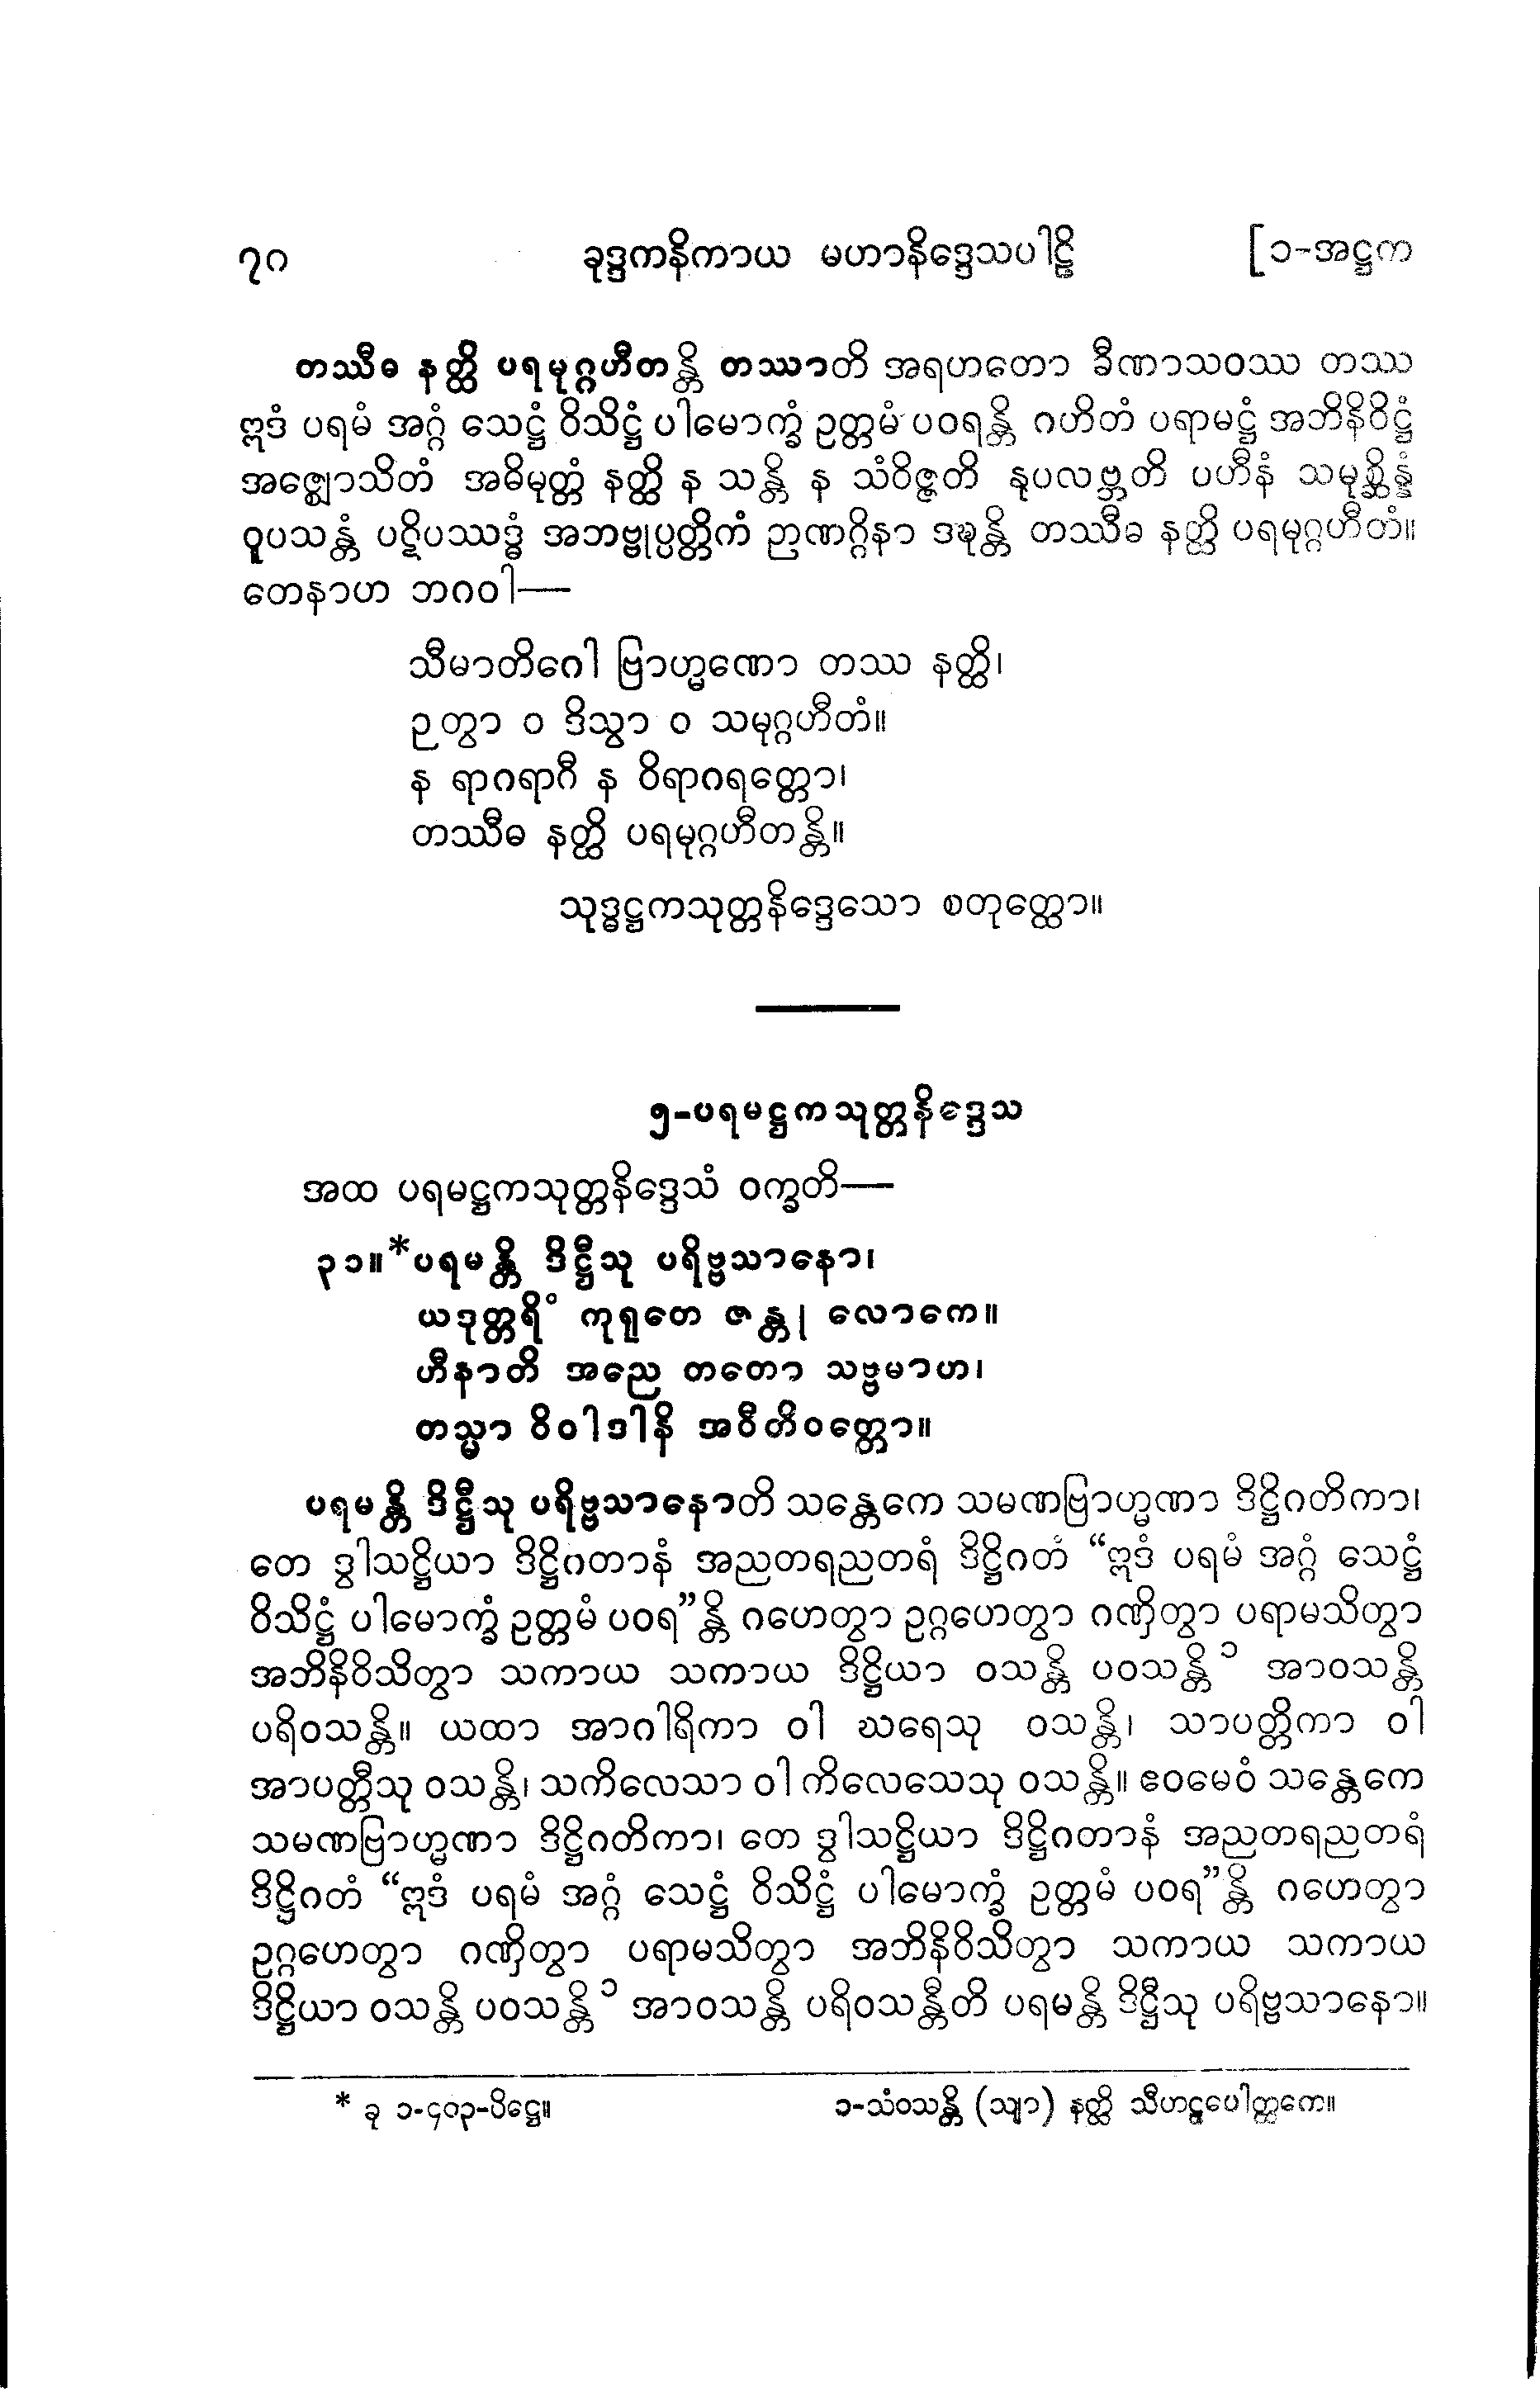 ၇၈ ခုဒ္ဒကနိကာယ မဟာနိဒ္ဒေသပါဠိ [၁-အဋ္ဌက
တဿီဓ နတ္ထိ ပရမုဂ္ဂဟီတန္တိ တဿာတိ အရဟတော ခီဏာသဝဿ တဿ
ဣဒံ ပရမံ အဂ္ဂံ သေဋ္ဌံ ဝိသိဋ္ဌံ ပါမောက္ခံ ဥတ္တမံ ပဝရန္တိ ဂဟိတံ ပရာမဋ္ဌံ အဘိနိဝိဋ္ဌံ
အဇ္ဈောသိတံ အဓိမုတ္တံ နတ္ထိ န သန္တိ န သံဝိဇ္ဇတိ နုပလဗ္ဘတိ ပဟီနံ သမုစ္ဆိန္နံ
ဝူပသန္တံ ပဋိပဿဒ္ဓံ အဘဗ္ဗုပ္ပတ္တိကံ ဉာဏဂ္ဂိနာ ဒဍ္ဎန္တိ တဿီဓ နတ္ထိ ပရမုဂ္ဂဟီတံ။
တေနာဟ ဘဂဝါ—
သီမာတိဂေါ ဗြာဟ္မဏော တဿ နတ္ထိ၊
ဉတွာ ဝ ဒိသွာ ဝ သမုဂ္ဂဟီတံ။
န ရာဂရာဂီ န ဝိရာဂရတ္တော၊
တဿီဓ နတ္ထိ ပရမုဂ္ဂဟီတန္တိ။
သုဒ္ဓဋ္ဌကသုတ္တနိဒ္ဒေသော စတုတ္ထော။
၅-ပရမဋ္ဌကသုတ္တနိဒ္ဒေသ
အထ ပရမဋ္ဌကသုတ္တနိဒ္ဒေသံ ဝက္ခတိ—
၃၁။*ပရမန္တိ ဒိဋ္ဌီသု ပရိဗ္ဗသာနော၊
ယဒုတ္တရိံ ကုရုတေ ဇန္တု လောကေ။
ဟီနာတိ အညေ တတော သဗ္ဗမာဟ၊
တသ္မာ ဝိဝါဒါနိ အဝီတိဝတ္တော။
ပရမန္တိ ဒိဋ္ဌီသု ပရိဗ္ဗသာနောတိ သန္တေကေ သမဏဗြာဟ္မဏာ ဒိဋ္ဌိဂတိကာ၊
တေ ဒွါသဋ္ဌိယာ ဒိဋ္ဌိဂတာနံ အညတရညတရံ ဒိဋ္ဌိဂတံ “ဣဒံ ပရမံ အဂ္ဂံ သေဋ္ဌံ
ဝိသိဋ္ဌံ ပါမောက္ခံ ဥတ္တမံ ပဝရ”န္တိ ဂဟေတွာ ဥဂ္ဂဟေတွာ ဂဏှိတွာ ပရာမသိတွာ
အဘိနိဝိသိတွာ သကာယ သကာယ ဒိဋ္ဌိယာ ဝသန္တိ ပဝသန္တိ ၁ အာဝသန္တိ
ပရိဝသန္တိ။ ယထာ အာဂါရိကာ ဝါ ဃရေသု ဝသန္တိ၊ သာပတ္တိကာ ဝါ
အာပတ္တီသု ဝသန္တိ၊ သကိလေသာ ဝါ ကိလေသေသု ဝသန္တိ။ ဧဝမေဝံ သန္တေကေ
သမဏဗြာဟ္မဏာ ဒိဋ္ဌိဂတိကာ၊ တေ ဒွါသဋ္ဌိယာ ဒိဋ္ဌိဂတာနံ အညတရညတရံ
ဒိဋ္ဌိဂတံ “ဣဒံ ပရမံ အဂ္ဂံ သေဋ္ဌံ ဝိသိဋ္ဌံ ပါမောက္ခံ ဥတ္တမံ ပဝရ”န္တိ ဂဟေတွာ
ဥဂ္ဂဟေတွာ ဂဏှိတွာ ပရာမသိတွာ အဘိနိဝိသိတွာ သကာယ သကာယ
ဒိဋ္ဌိယာ ဝသန္တိ ပဝသန္တိ ၁ အာဝသန္တိ ပရိဝသန္တီတိ ပရမန္တိ ဒိဋ္ဌီသု ပရိဗ္ဗသာနော။
* ခု ၁-၄၀၃-ပိဋ္ဌေ။ ၁-သံဝသန္တိ (သျာ) နတ္ထိ သီဟဠပေါတ္ထကေ။